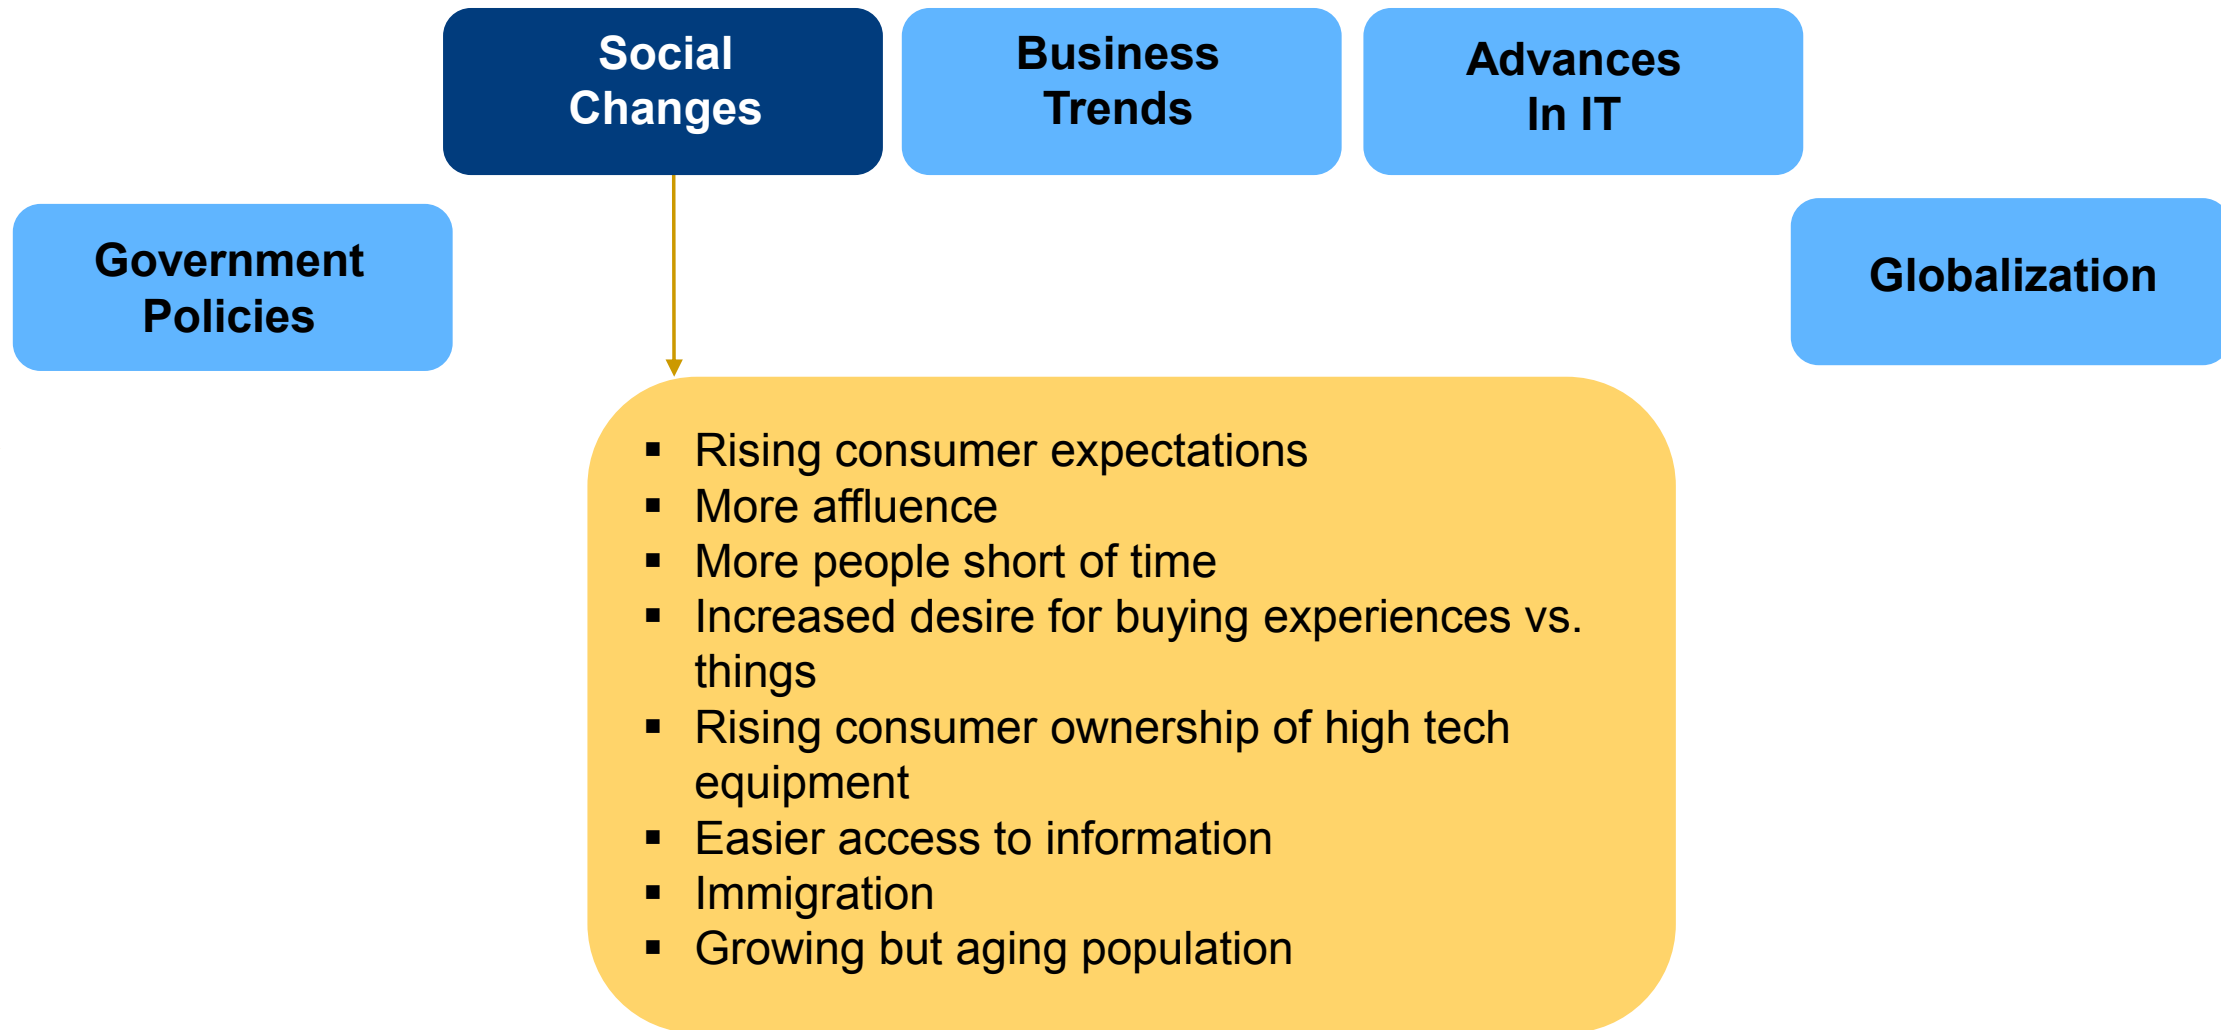 Social
Changes
Business
Trends
Advances
In IT
Government
Policies
Globalization
▪ Rising consumer expectations
▪ More affluence
▪ More people short of time
▪ Increased desire for buying experiences vs.
things
▪ Rising consumer ownership of high tech
equipment
▪ Easier access to information
▪ Immigration
▪ Growing but aging population